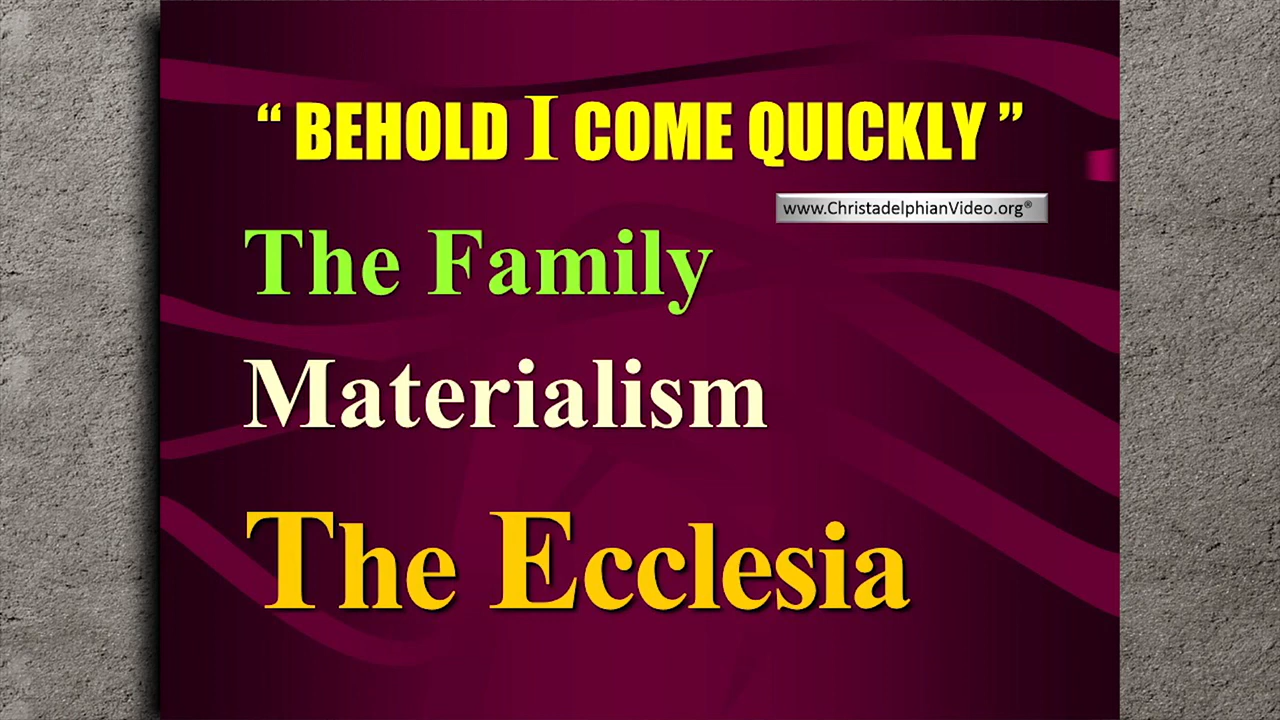 “ BEHOLD I COME QUICKLY ”
www.ChristadelphianVideo.org®
The Family
Materialism
The Ecclesia